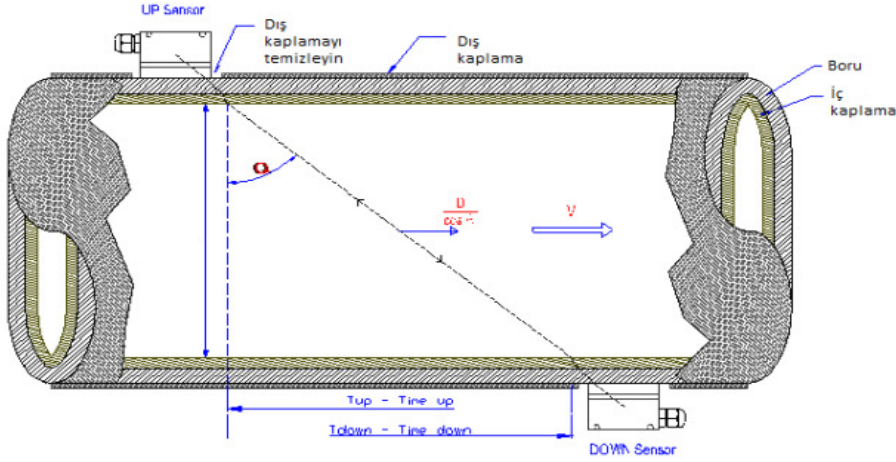 UP Sensor
Dış
kaplamayı
temizleyin
Dış
kaplama
Boru
İç
kaplama
α
D
V
Tup - Time up
Tdown - Time down
DOWN Sensor